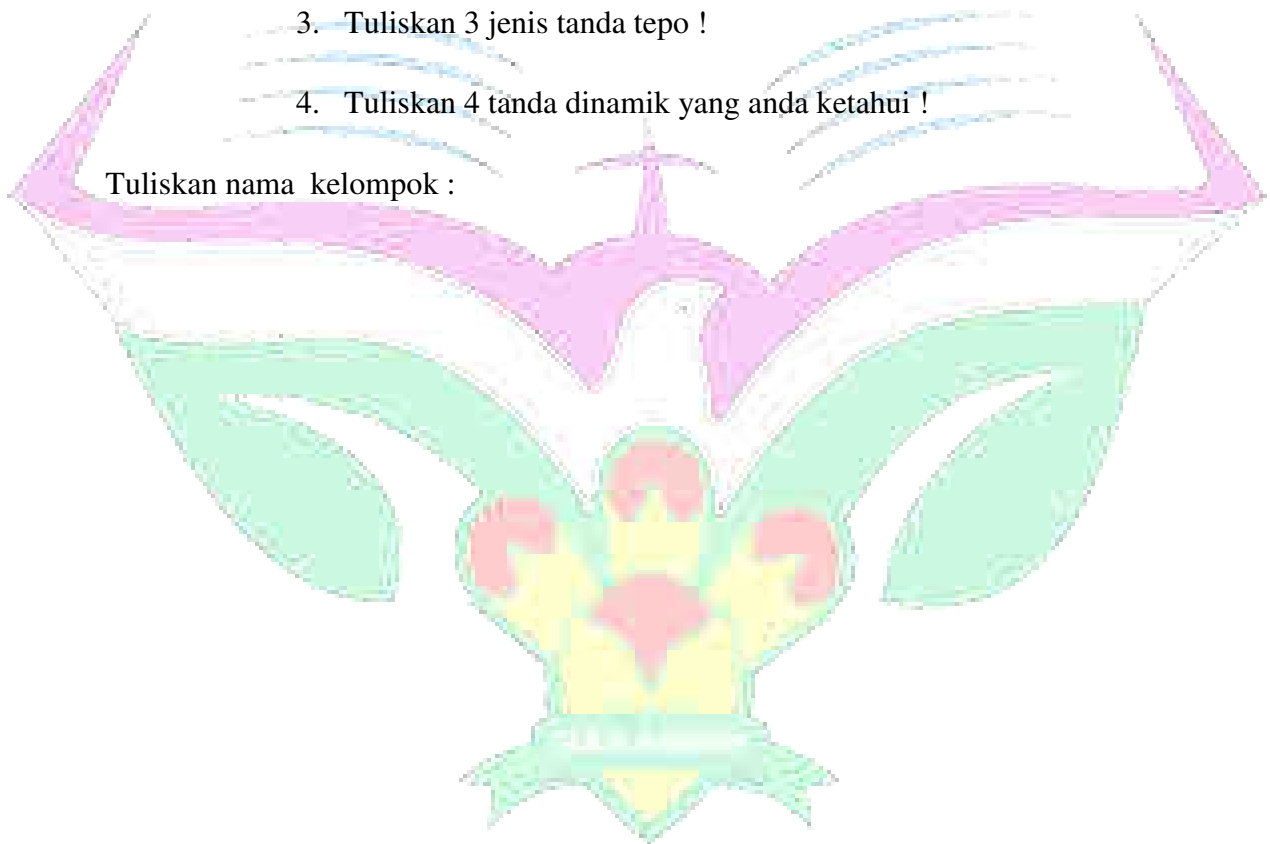 3. Tuliskan 3 jenis tanda tepo !
4. Tuliskan 4 tanda dinamik yang anda ketahui !
Tuliskan nama kelompok :